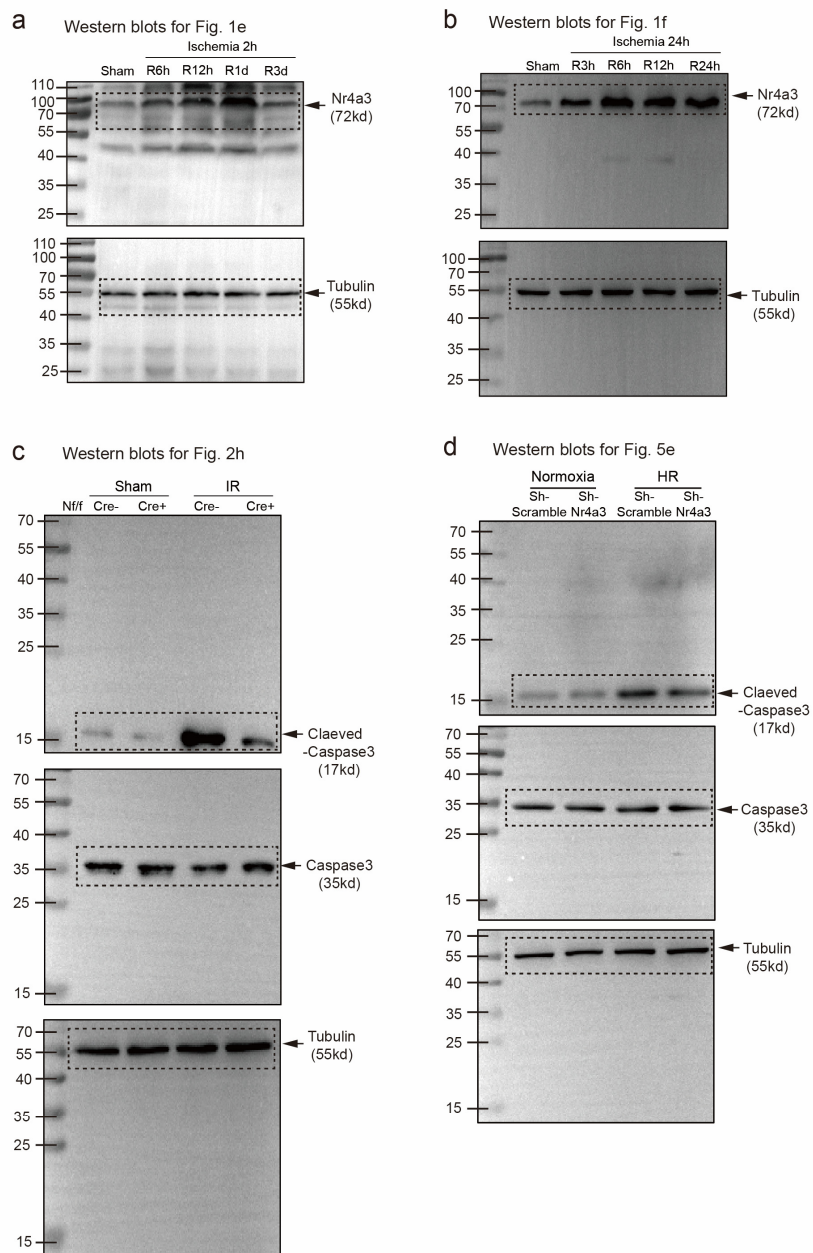 a
Western blots for Fig. 1e
Ischemia 2h
Sham R6h R12h R1d R3d
110
100
70
55
40
35
25
Nr4a3
(72kd)
110
100
70
55
40
35
25
Tubulin
(55kd)
b
Western blots for Fig. 1f
Ischemia 24h
Sham R3h R6h R12h R24h
100
70
55
40
35
25
Nr4a3
(72kd)
100
70
55
40
35
25
Tubulin
(55kd)
c
Western blots for Fig. 2h
Sham IR
Nf/f Cre- Cre+ Cre- Cre+
70
55
40
35
25
15
Claeved
-Caspase3
(17kd)
70
55
40
35
25
15
Caspase3
(35kd)
70
55
40
35
25
15
Tubulin
(55kd)
d
Western blots for Fig. 5e
Normoxia HR
Sh- Sh- Sh- Sh-
Scramble Nr4a3 Scramble Nr4a3
70
55
40
35
25
15
Claeved
-Caspase3
(17kd)
70
55
40
35
25
15
Caspase3
(35kd)
70
55
40
35
25
15
Tubulin
(55kd)